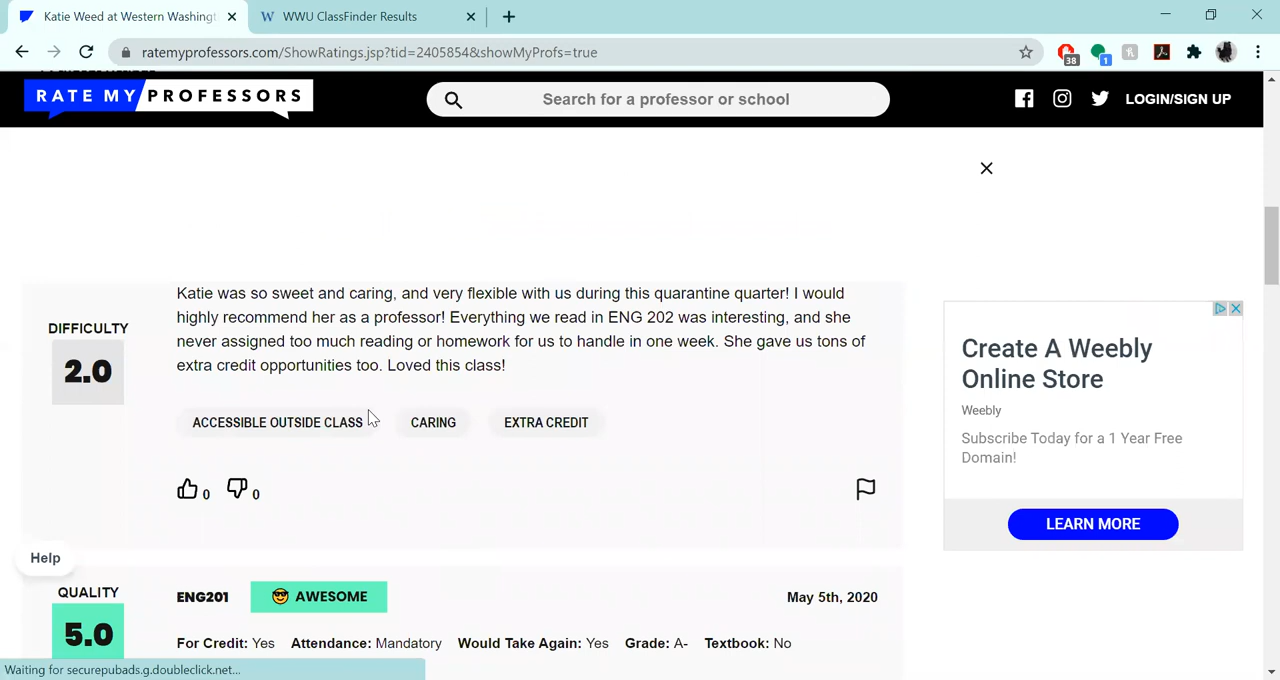 Katie Weed at Western Washingt
WWU ClassFinder Results
ratemyprofessors.com/ShowRatings.jsp?tid=2405854&showMyProfs=true
38
1
RATE MY PROFESSORS
Search for a professor or school
LOGIN/SIGN UP
Katie was so sweet and caring, and very flexible with us during this quarantine quarter! I would
highly recommend her as a professor! Everything we read in ENG 202 was interesting, and she
never assigned too much reading or homework for us to handle in one week. She gave us tons of
extra credit opportunities too. Loved this class!
DIFFICULTY
2.0
ACCESSIBLE OUTSIDE CLASS CARING EXTRA CREDIT
0 0
Create A Weebly
Online Store
Weebly
Subscribe Today for a 1 Year Free
Domain!
LEARN MORE
Help
QUALITY
5.0
ENG201 AWESOME May 5th, 2020
For Credit: Yes Attendance: Mandatory Would Take Again: Yes Grade: A- Textbook: No
Waiting for securepubads.g.doubleclick.net...